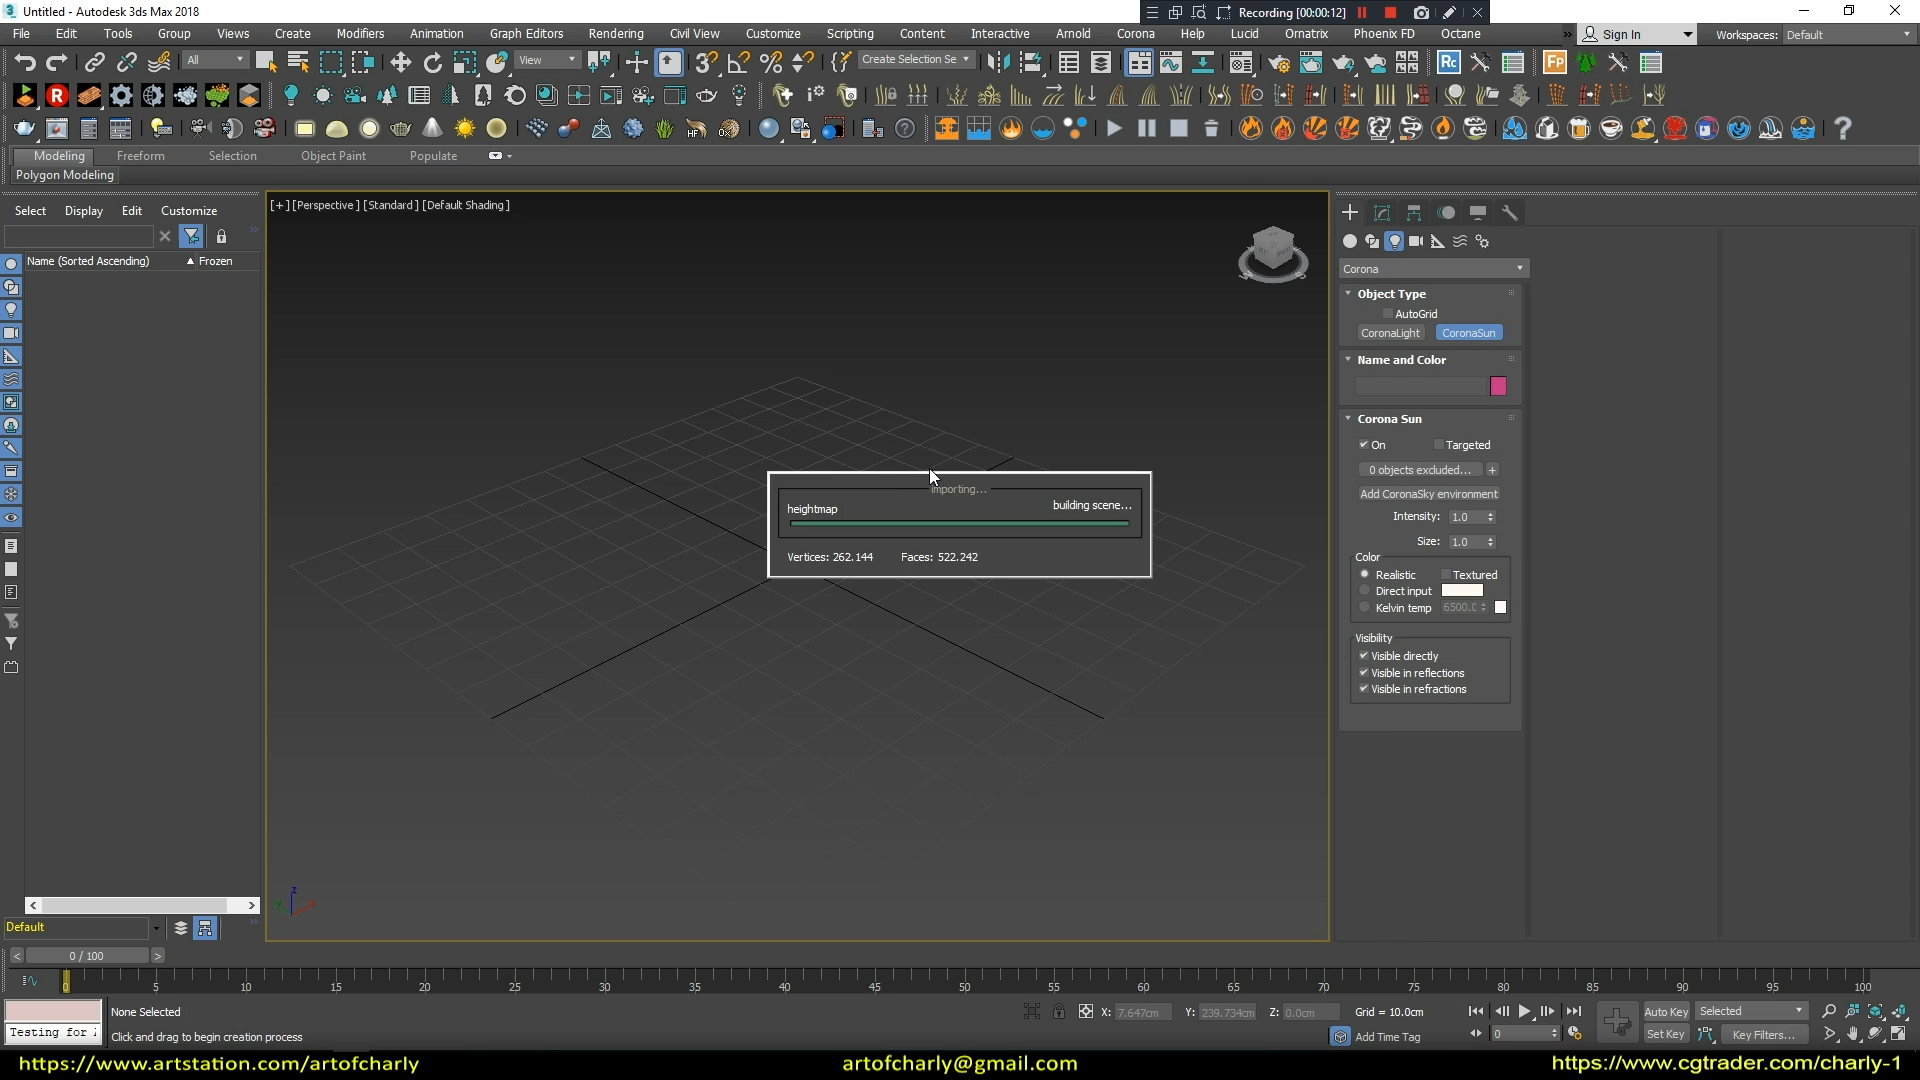 Untitled - Autodesk 3ds Max 2018
Recording [00:00:12]
File Edit Tools Group Views Create Modifiers Animation Graph Editors Rendering Civil View Customize Scripting Content Interactive Arnold Corona Help Lucid Ornatrix Phoenix FD Octane
Sign In
Workspaces: Default
All
View
Create Selection Se
Rc
Fp
Modeling Freeform Selection Object Paint Populate
Polygon Modeling
Select Display Edit Customize
Name (Sorted Ascending) Frozen
[+] [Perspective] [Standard] [Default Shading]
Corona
Object Type
AutoGrid
CoronaLight CoronaSun
Name and Color
Corona Sun
On Targeted
0 objects excluded... +
Add CoronaSky environment
Intensity: 1.0
Size: 1.0
Color
Realistic Textured
Direct input
Kelvin temp 6500.0
Visibility
Visible directly
Visible in reflections
Visible in refractions
importing...
heightmap building scene...
Vertices: 262.144 Faces: 522.242
Default
0 / 100
0 5 10 15 20 25 30 35 40 45 50 55 60 65 70 75 80 85 90 95 100
None Selected
X: 7.647cm Y: 239.734cm Z: 0.0cm Grid = 10.0cm
Auto Key Selected
Testing for
Click and drag to begin creation process
Add Time Tag
0
Set Key Key Filters...
https://www.artstation.com/artofcharly
artofcharly@gmail.com
https://www.cgtrader.com/charly-1